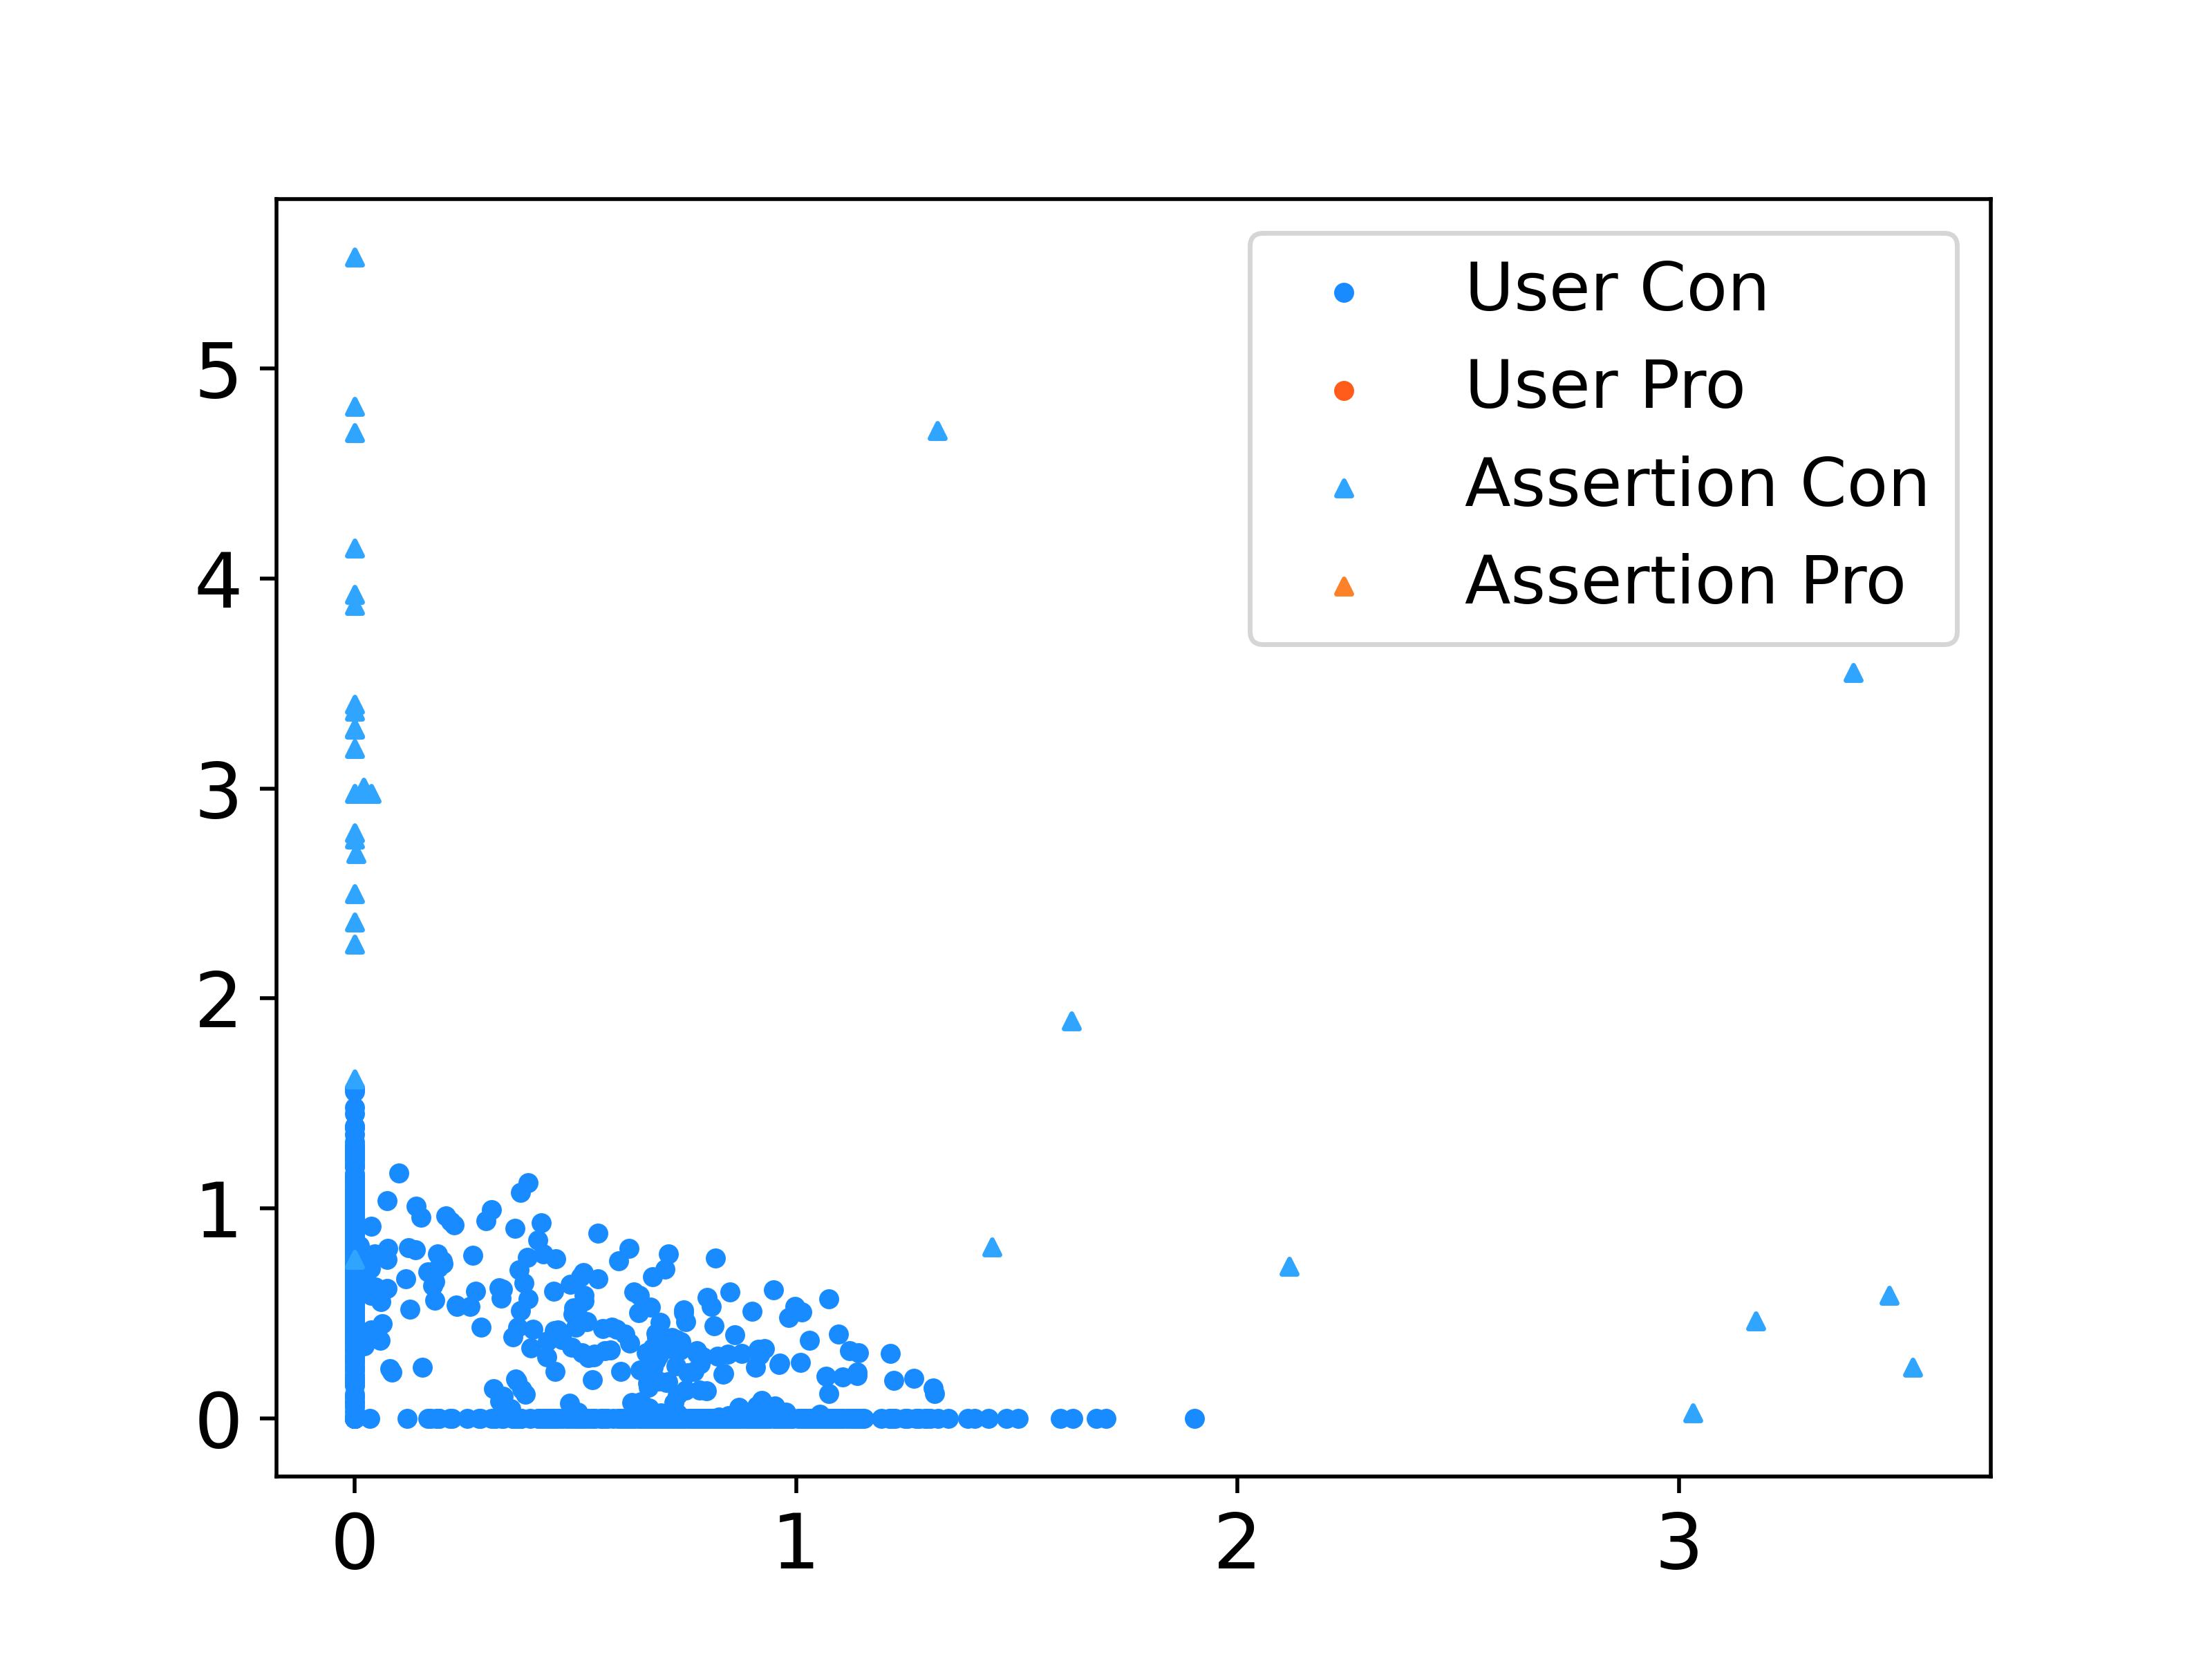 User Con
User Pro
Assertion Con
Assertion Pro
5
4
3
2
1
0
0 1 2 3